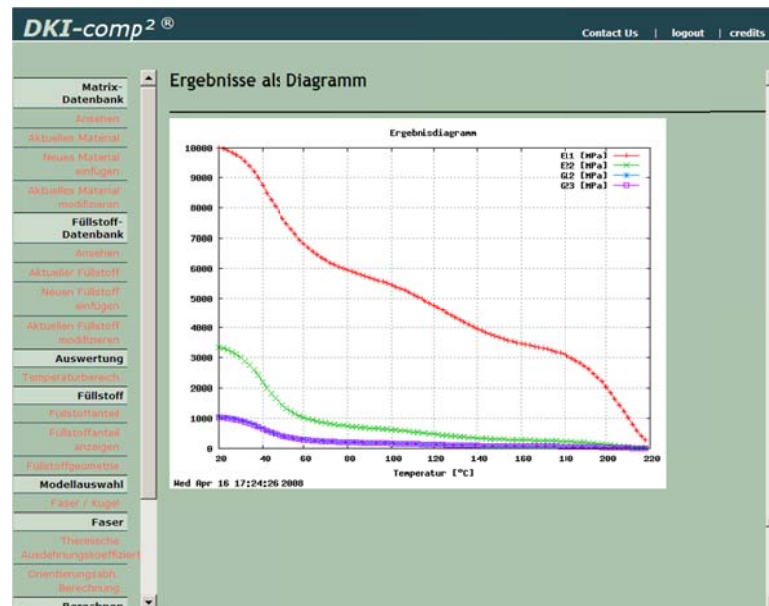 DKI-comp² ®
Contact Us | logout | credits
Matrix-
Datenbank
Ansehen
Aktuelles Material
Neues Material
einfügen
Aktuelles Material
modifizieren
Füllstoff-
Datenbank
Ansehen
Aktueller Füllstoff
Neuen Füllstoff
einfügen
Aktuellen Füllstoff
modifizieren
Auswertung
Temperaturbereich
Füllstoff
Füllstoffanteil
Füllstoffanteil
anzeigen
Füllstoffgeometrie
Modellauswahl
Faser / Kugel
Faser
Thermische
Ausdehnungskoeffizient
Orientierungsabh.
Berechnung
Berechnen
Ergebnisse als Diagramm
Ergebnisdiagramm
E11 [MPa]
E22 [MPa]
G12 [MPa]
G23 [MPa]
10000
9000
8000
7000
6000
5000
4000
3000
2000
1000
0
20 40 60 80 100 120 140 160 180 200 220
Temperatur [°C]
Wed Apr 16 17:24:26 2008